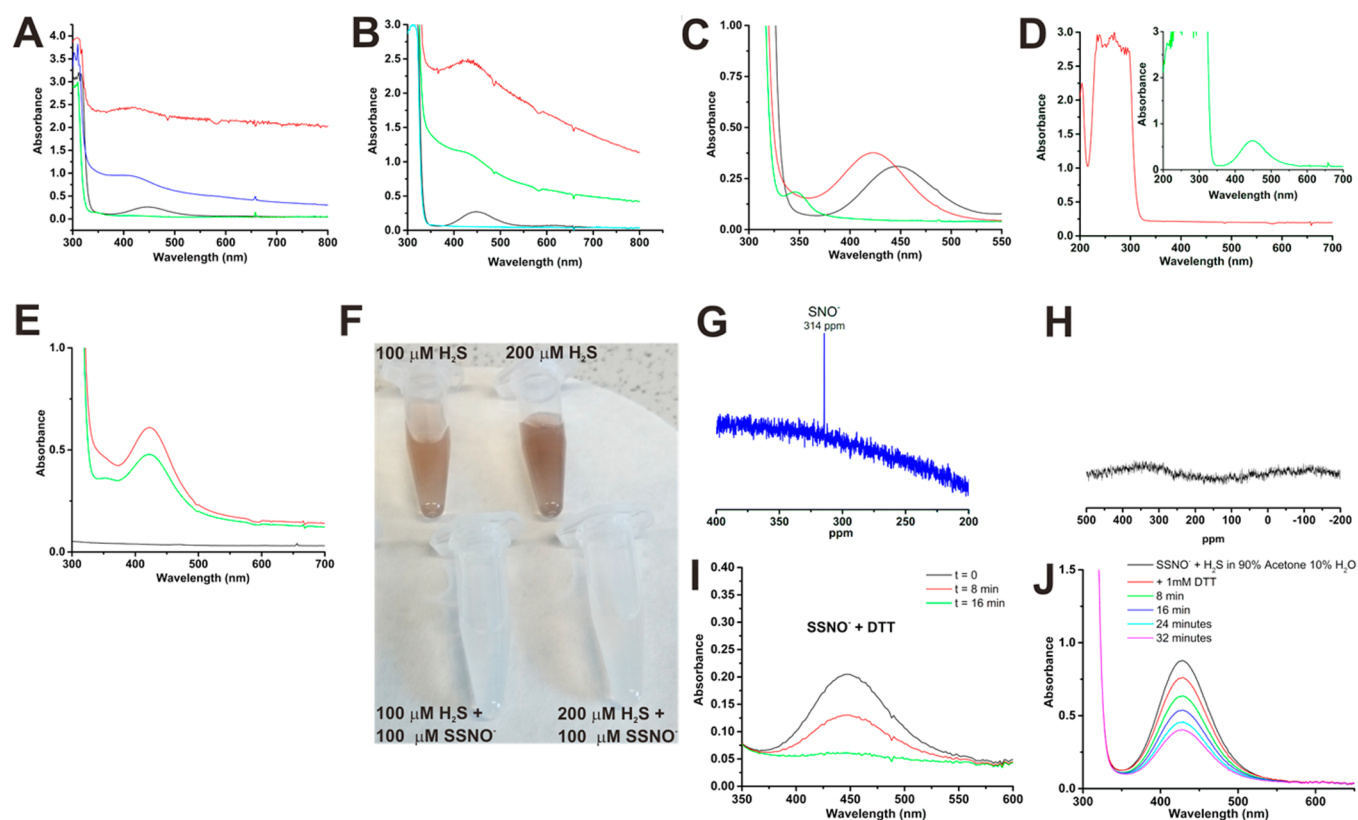 A
4.0
3.5
3.0
2.5
2.0
1.5
1.0
0.5
0.0
Absorbance
300 400 500 600 700 800
Wavelength (nm)
B
3.0
2.5
2.0
1.5
1.0
0.5
0.0
Absorbance
300 400 500 600 700 800
Wavelength (nm)
C
1.00
0.75
0.50
0.25
0.00
Absorbance
350 400 450 500 550
Wavelength (nm)
D
3.0
2.5
2.0
1.5
1.0
0.5
0.0
Absorbance
200 300 400 500 600 700
Wavelength (nm)
3
2
1
0
Absorbance
200 300 400 500 600 700
Wavelength (nm)
E
1.0
0.5
0.0
Absorbance
300 400 500 600 700
Wavelength (nm)
F
100 μM H₂S 200 μM H₂S
100 μM H₂S + 200 μM H₂S +
100 μM SSNO⁻ 100 μM SSNO⁻
G
SNO⁻
314 ppm
400 350 300 250 200
ppm
H
500 400 300 200 100 0 -100 -200
ppm
I
0.40
0.35
0.30
0.25
0.20
0.15
0.10
0.05
0.00
Absorbance
t = 0
t = 8 min
t = 16 min
SSNO⁻ + DTT
350 400 450 500 550 600
Wavelength (nm)
J
1.5
1.0
0.5
0.0
Absorbance
SSNO⁻ + H₂S in 90% Acetone 10% H₂O
+ 1mM DTT
8 min
16 min
24 minutes
32 minutes
300 400 500 600
Wavelength (nm)